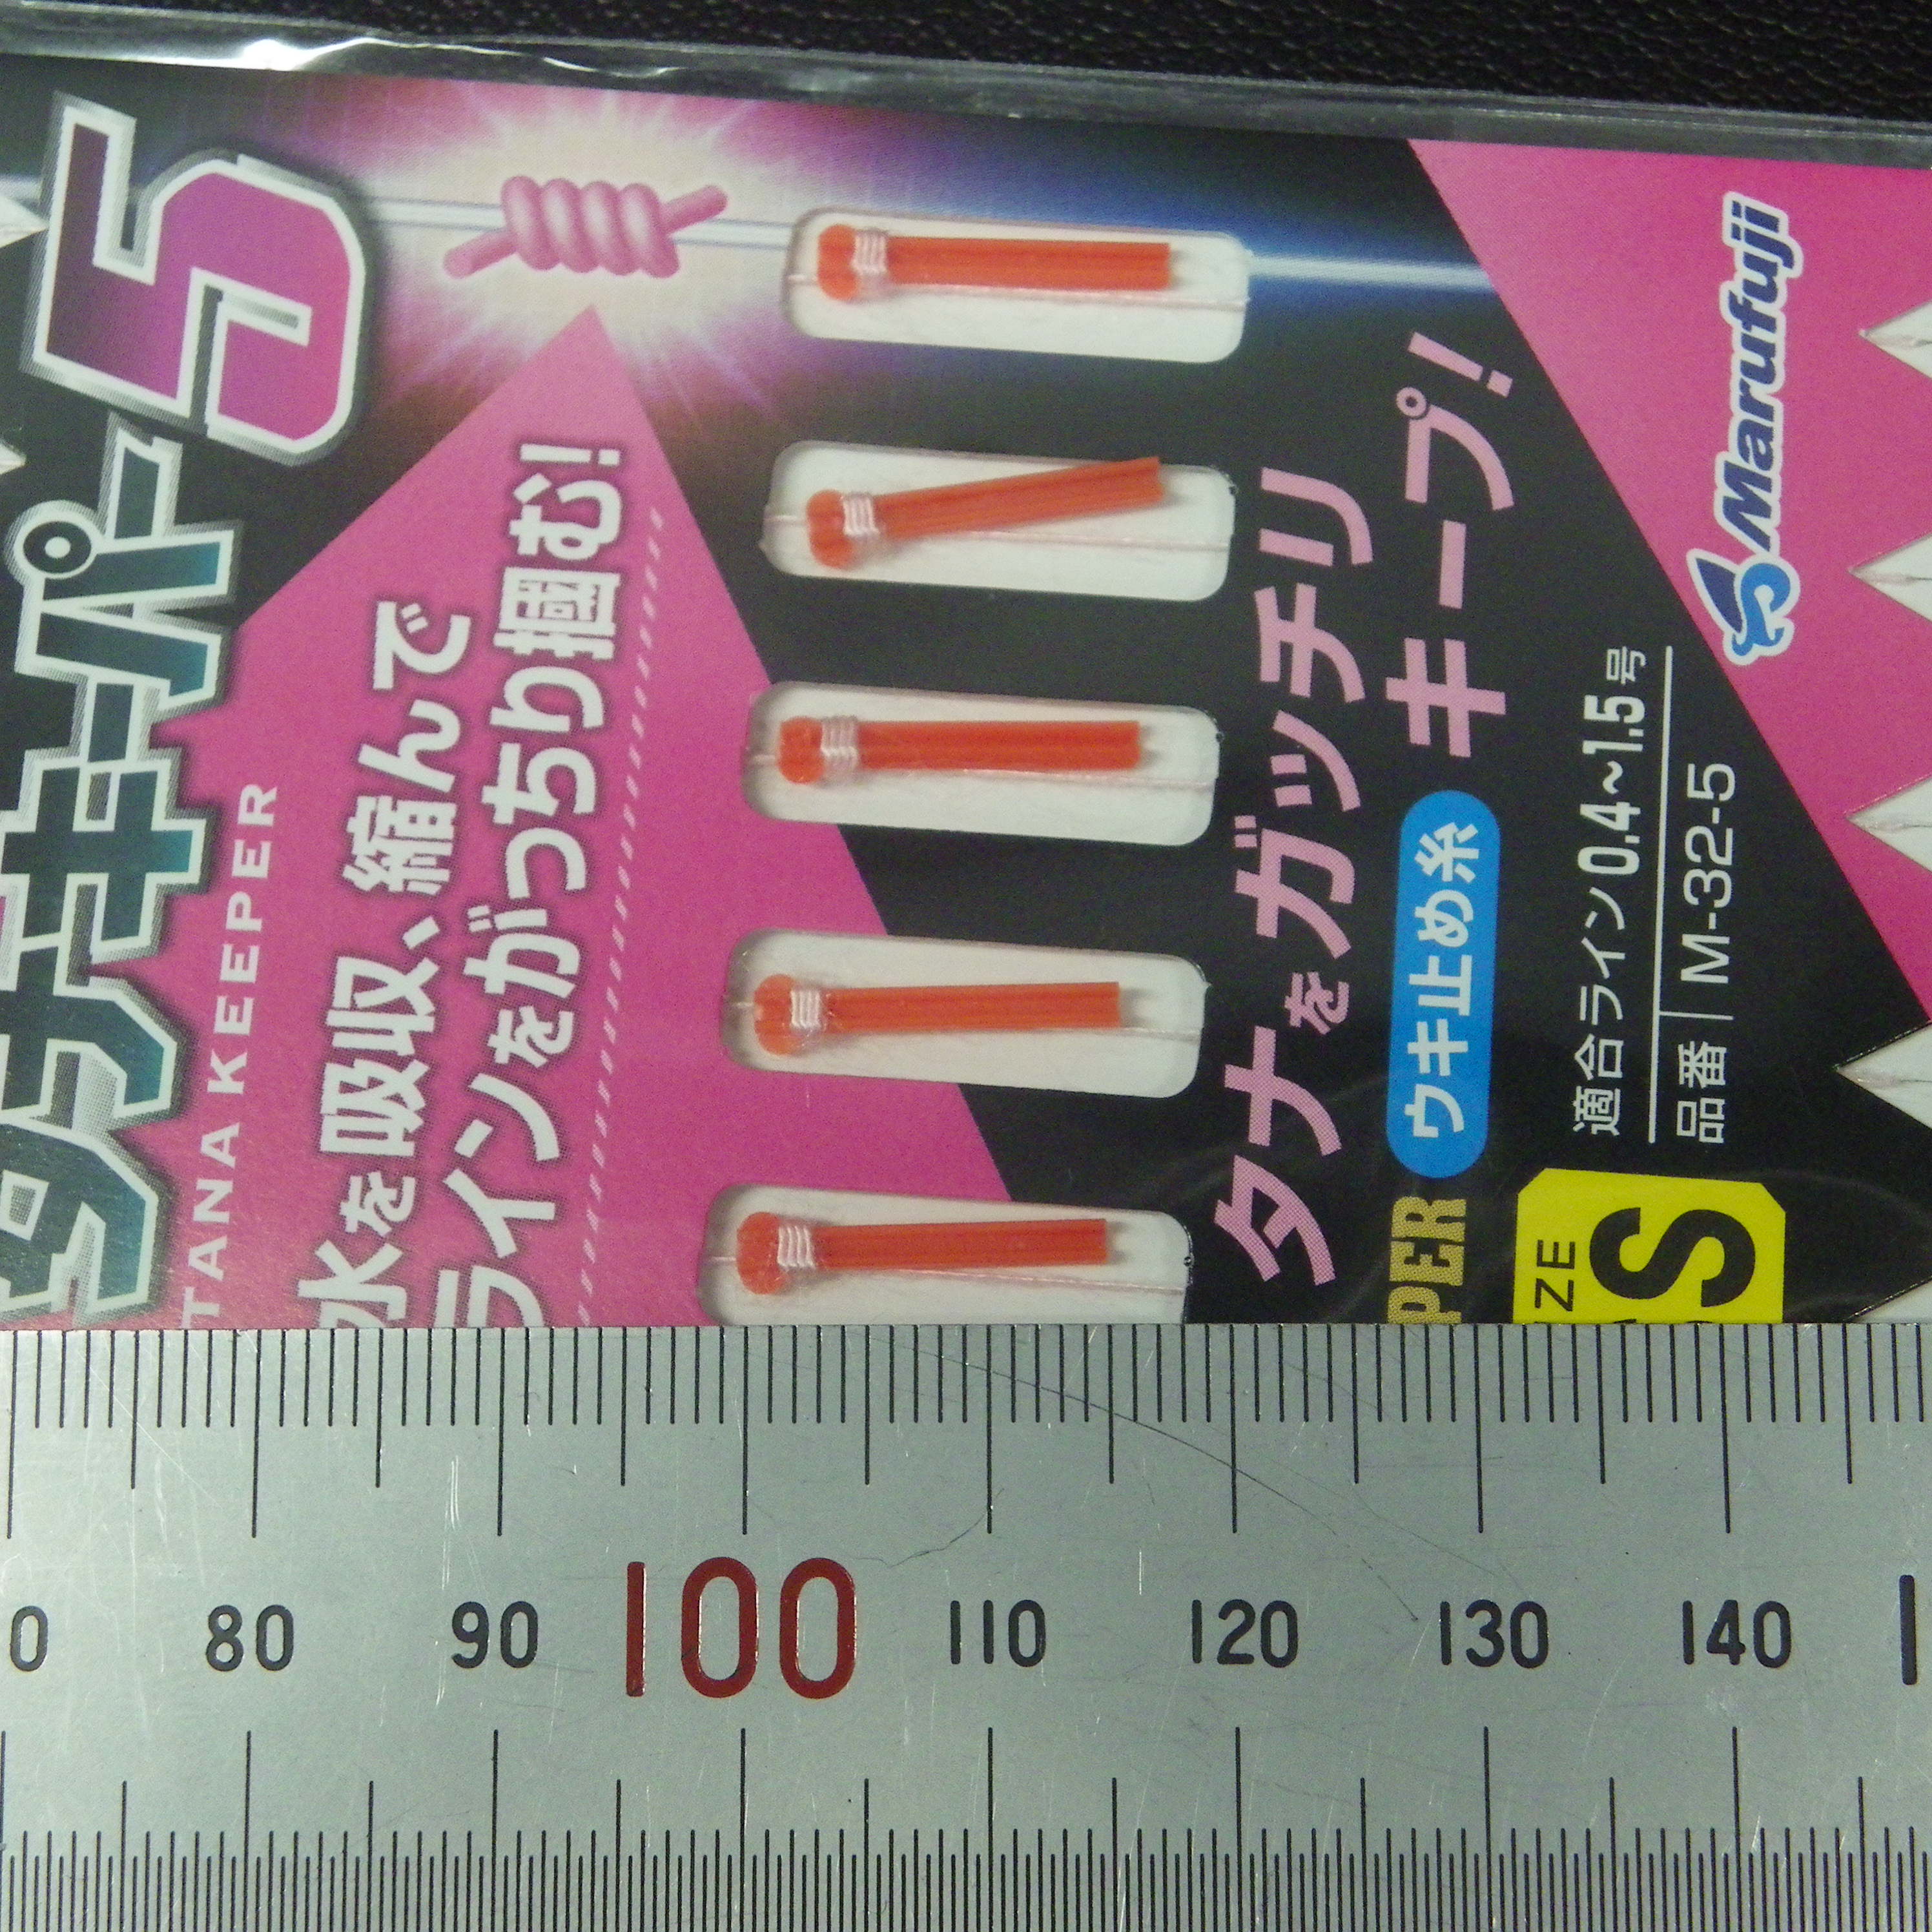 タナキーパー5
TANA KEEPER
水を吸収、縮んで
ラインをがっちり掴む!
タナをガッチリ
キープ!
PER ウキ止め糸
適合ライン 0.4~1.5号
品番 M-32-5
ZE
S
Marufuji
0 80 90 100 110 120 130 140 1